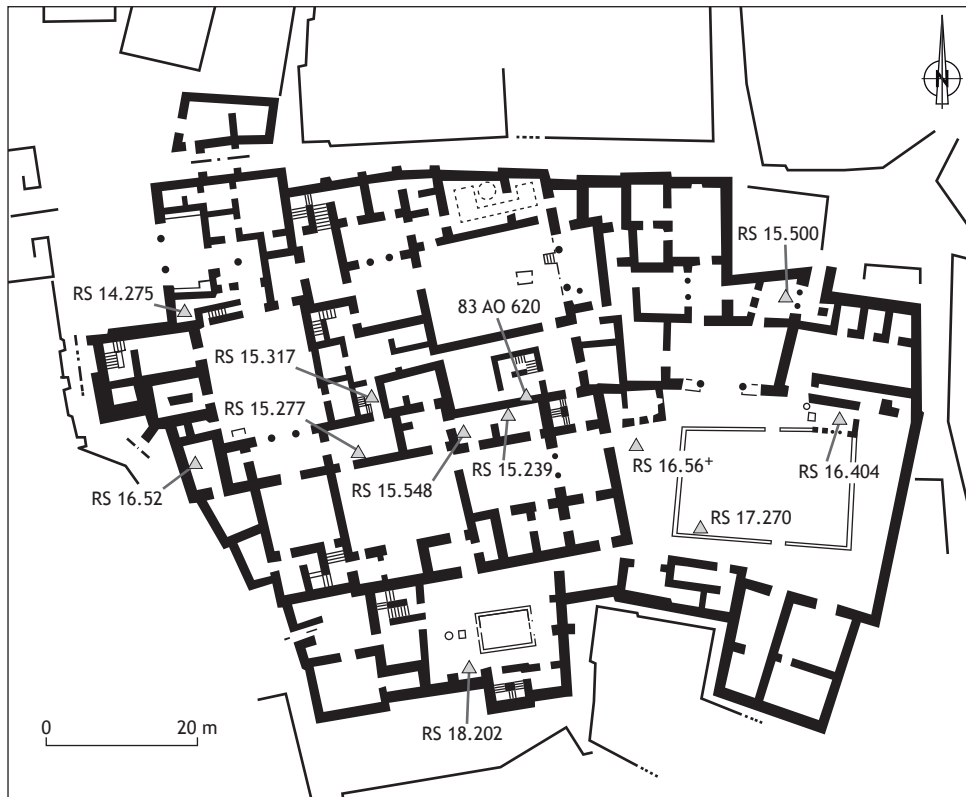 N
RS 15.500
RS 14.275
83 AO 620
RS 15.317
RS 15.277
RS 16.56+
RS 16.404
RS 15.239
RS 15.548
RS 16.52
RS 17.270
0 20 m
RS 18.202